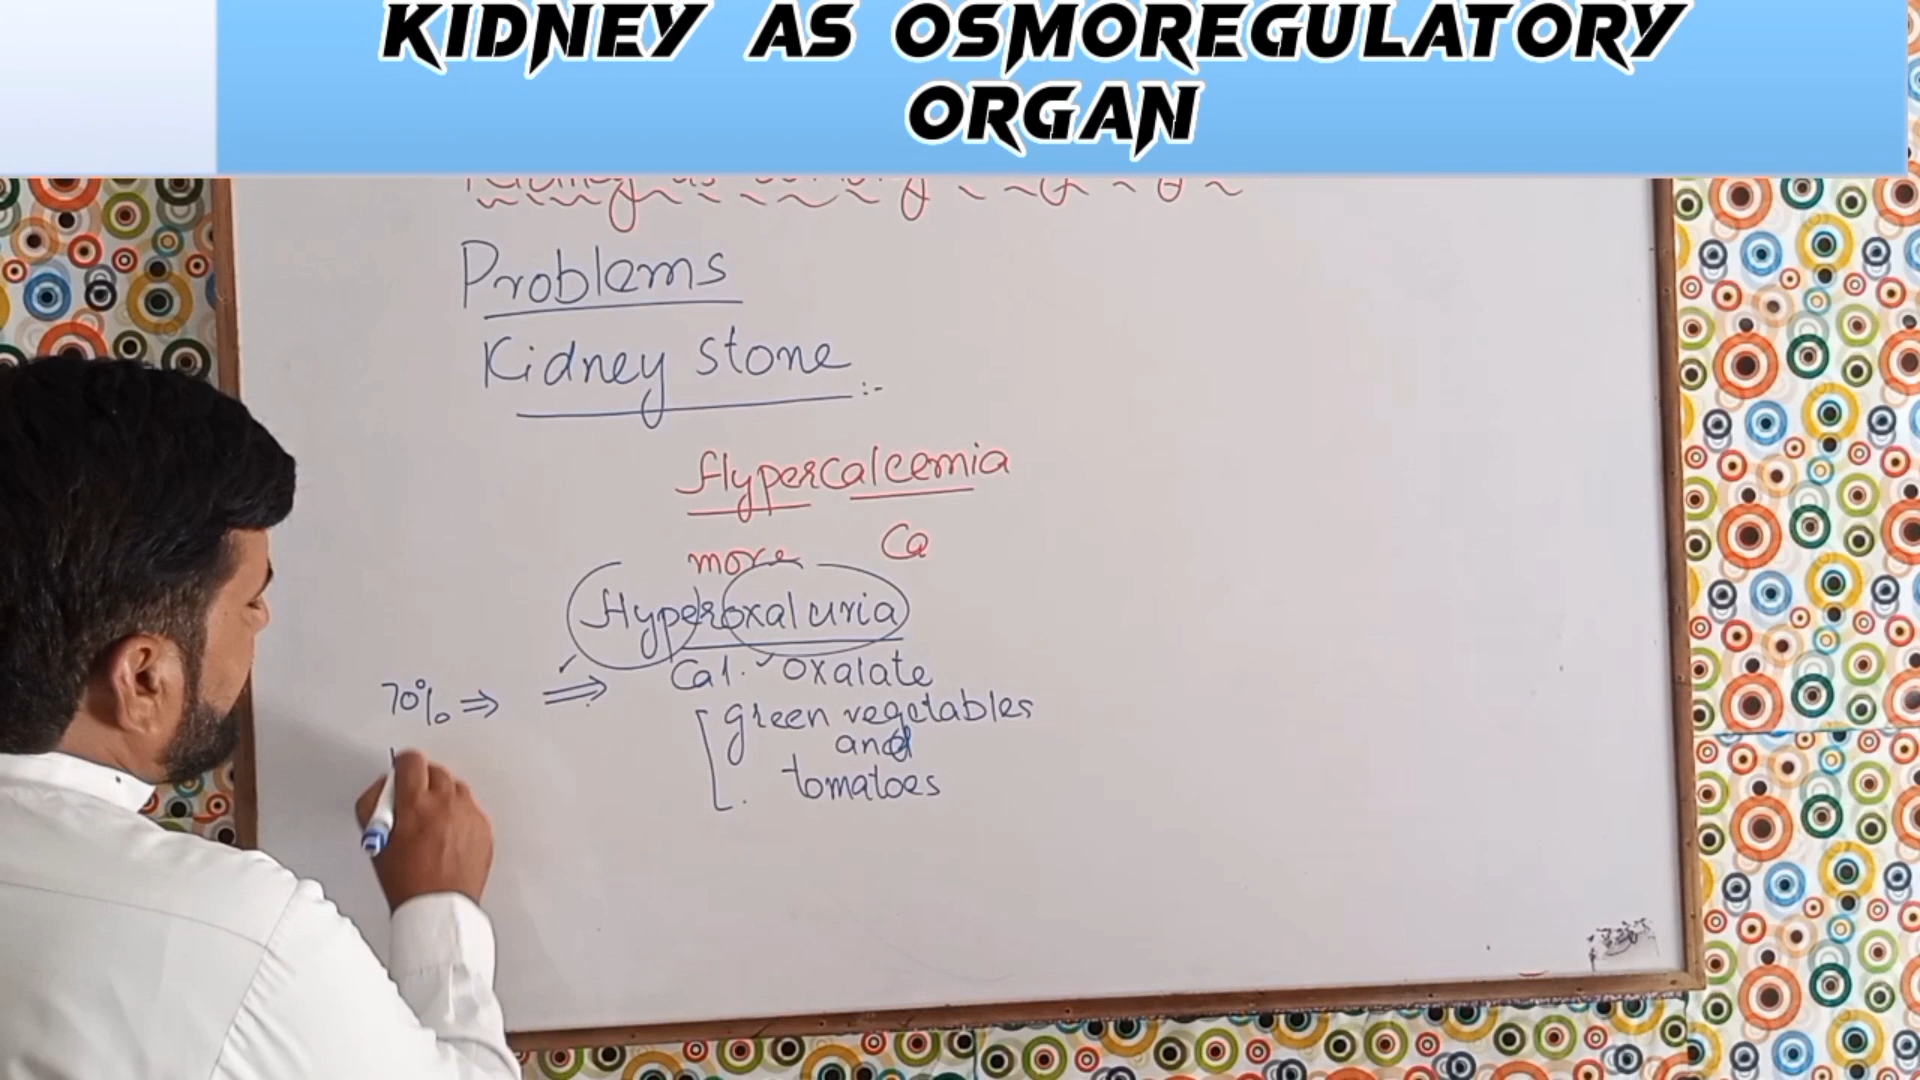 KIDNEY AS OSMOREGULATORY
ORGAN
Problems
Kidney stone :-
Hypercalcemia
more Ca
Hyperoxaluria
70% ⇒ ⇒ Cal. oxalate
green vegetables
and
tomatoes